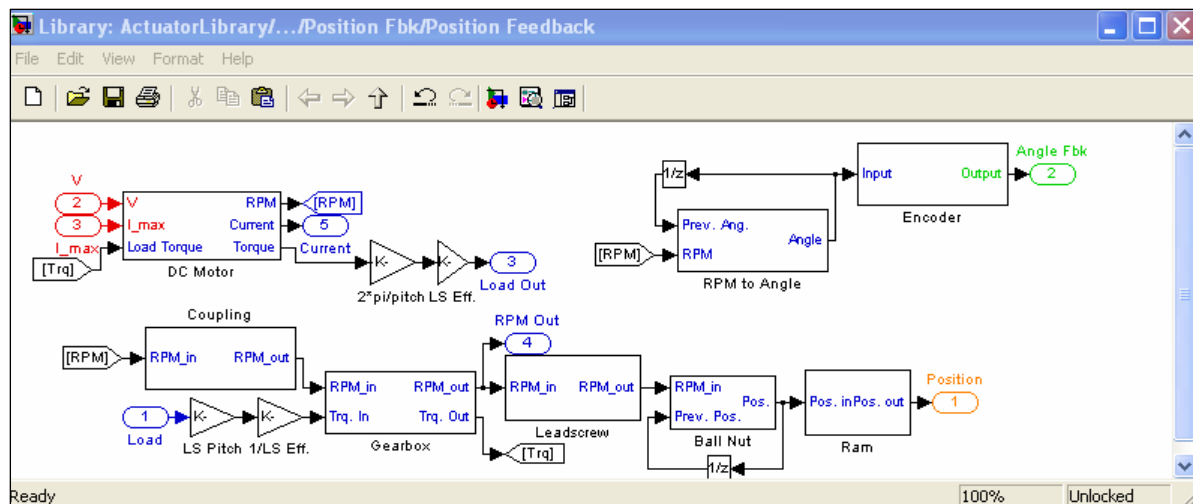 Library: ActuatorLibrary/.../Position Fbk/Position Feedback
File Edit View Format Help
V
2
V
RPM
[RPM]
3
I_max
Current
5
I_max
Load Torque
Torque
Current
[Trq]
DC Motor
K-
K-
3
2*pi/pitch LS Eff.
Load Out
1/z
Prev. Ang.
[RPM]
RPM
Angle
RPM to Angle
Input
Output
Encoder
Angle Fbk
2
Coupling
[RPM]
RPM_in
RPM_out
1
Load
K-
K-
LS Pitch 1/LS Eff.
RPM_in
RPM_out
Trq. In
Trq. Out
Gearbox
[Trq]
RPM Out
4
RPM_in
RPM_out
Leadscrew
RPM_in
Pos.
Prev. Pos.
Ball Nut
1/z
Pos. in
Pos. out
Ram
Position
1
Ready
100%
Unlocked